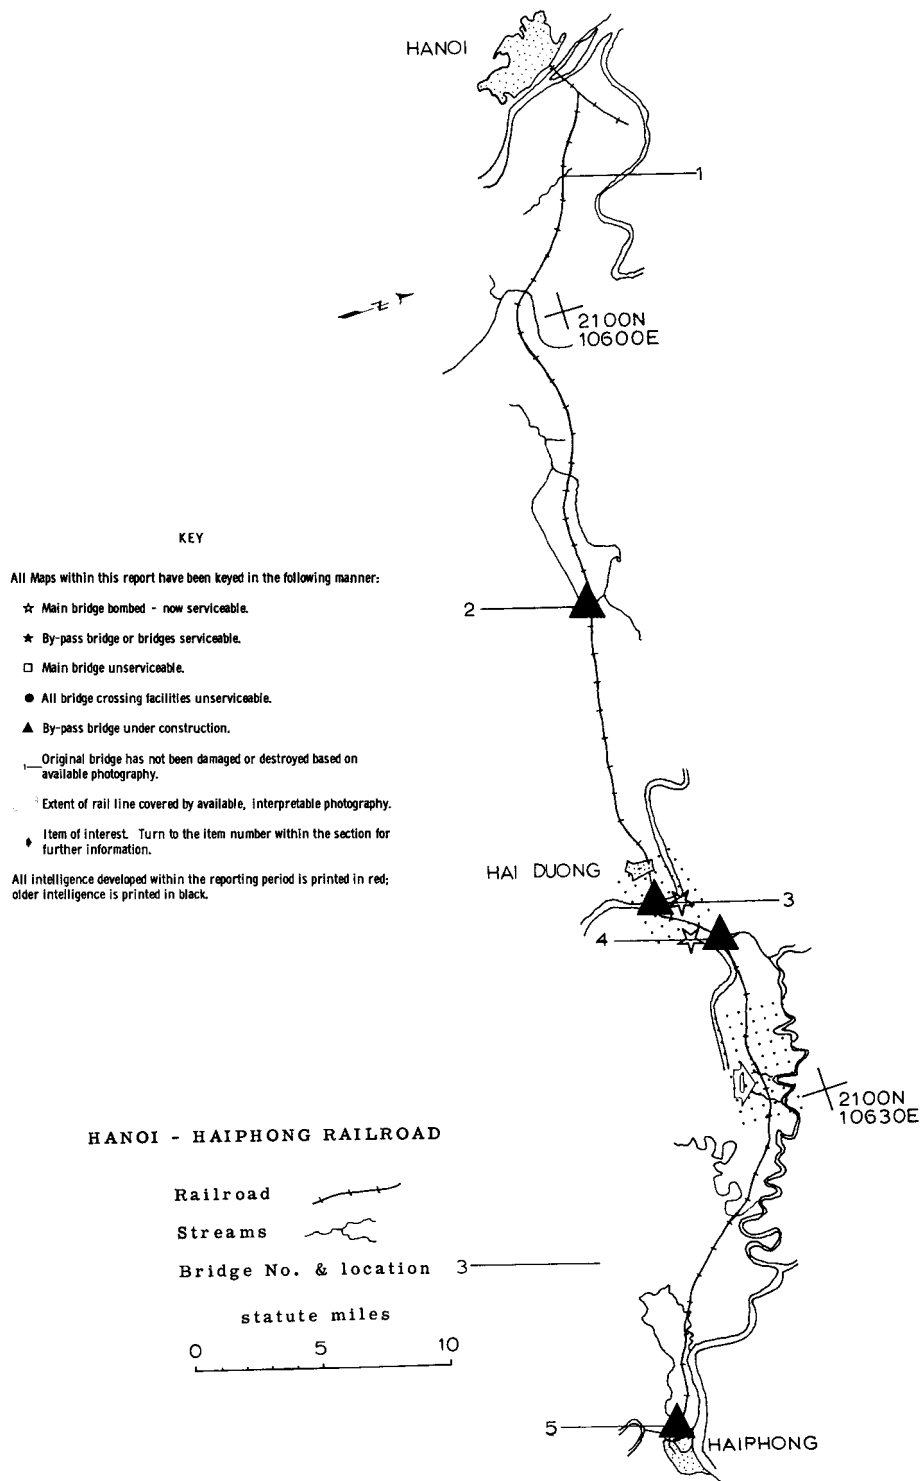 HANOI
1
N
2100N
10600E
KEY
All Maps within this report have been keyed in the following manner:
Main bridge bombed - now serviceable.
By-pass bridge or bridges serviceable.
Main bridge unserviceable.
All bridge crossing facilities unserviceable.
By-pass bridge under construction.
1 Original bridge has not been damaged or destroyed based on
available photography.
Extent of rail line covered by available, interpretable photography.
Item of interest. Turn to the item number within the section for
further information.
All intelligence developed within the reporting period is printed in red;
older intelligence is printed in black.
2
HAI DUONG
3
4
2100N
10630E
HANOI - HAIPHONG RAILROAD
Railroad
Streams
Bridge No. & location 3
statute miles
0 5 10
5
HAIPHONG